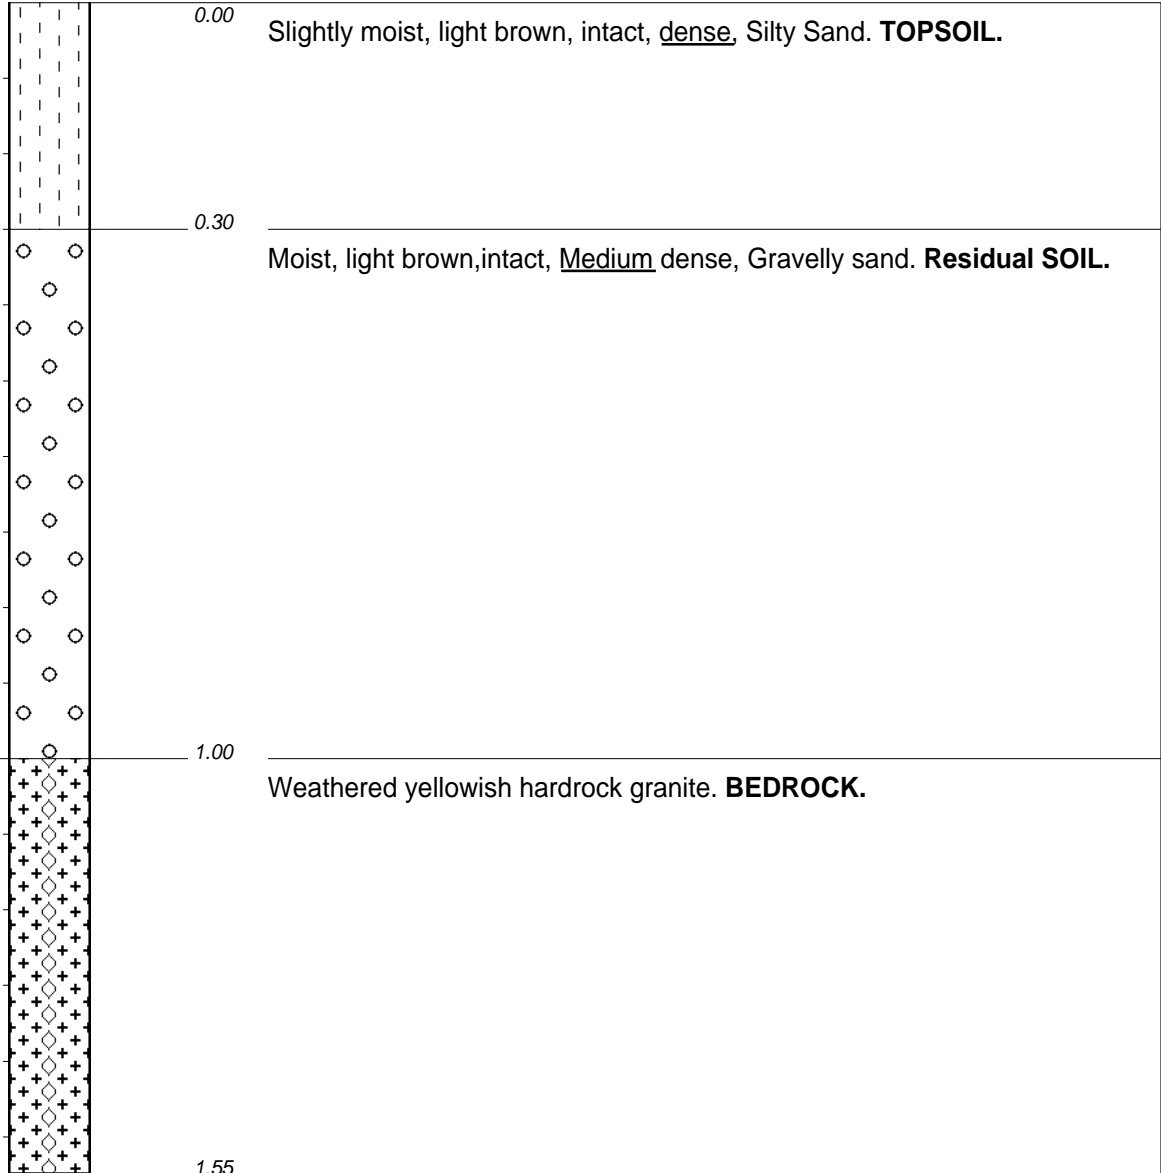 0.00
Slightly moist, light brown, intact, dense, Silty Sand. TOPSOIL.
0.30
Moist, light brown,intact, Medium dense, Gravelly sand. Residual SOIL.
1.00
Weathered yellowish hardrock granite. BEDROCK.
1.55